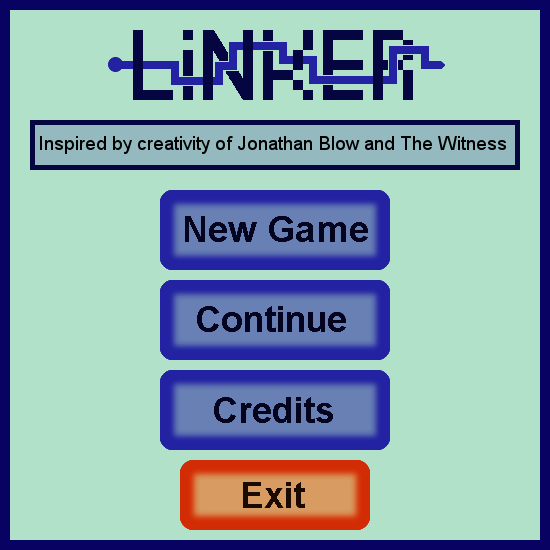 LiNKER
Inspired by creativity of Jonathan Blow and The Witness
New Game
Continue
Credits
Exit